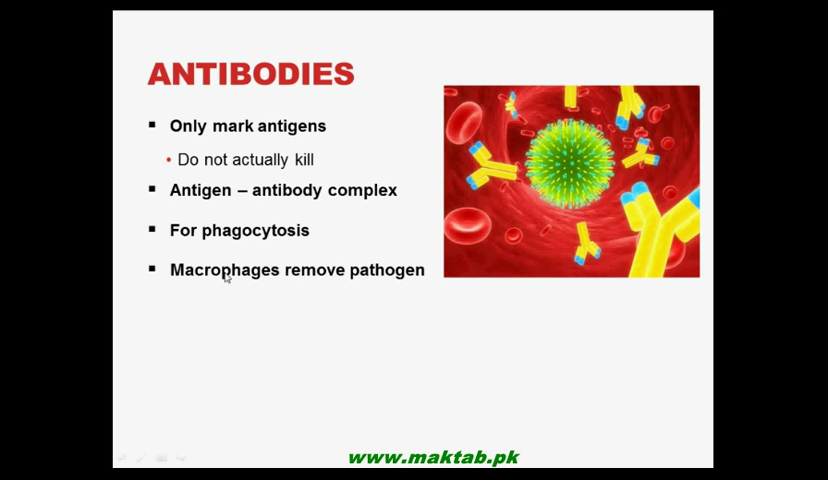 ANTIBODIES
Only mark antigens
Do not actually kill
Antigen – antibody complex
For phagocytosis
Macrophages remove pathogen
www.maktab.pk